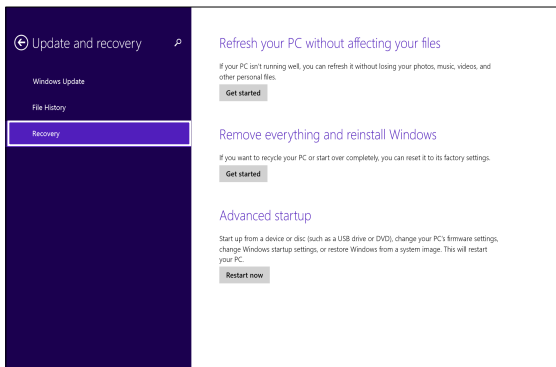 Update and recovery
Windows Update
File History
Recovery
Refresh your PC without affecting your files
If your PC isn't running well, you can refresh it without losing your photos, music, videos, and
other personal files.
Get started
Remove everything and reinstall Windows
If you want to recycle your PC or start over completely, you can reset it to its factory settings.
Get started
Advanced startup
Start up from a device or disc (such as a USB drive or DVD), change your PC's firmware settings,
change Windows startup settings, or restore Windows from a system image. This will restart
your PC.
Restart now